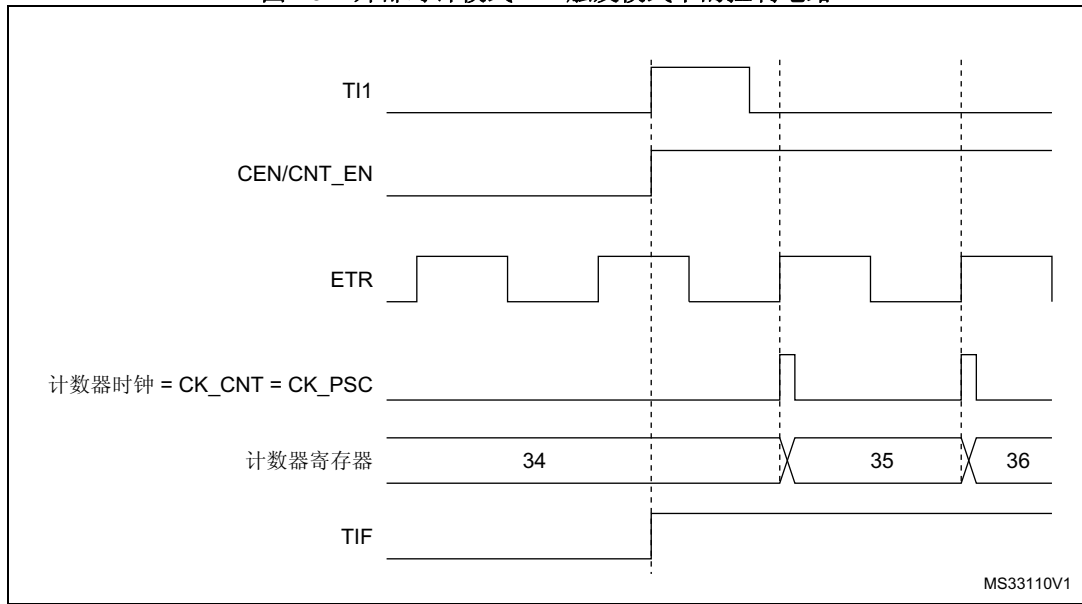 TI1
CEN/CNT_EN
ETR
计数器时钟 = CK_CNT = CK_PSC
计数器寄存器 34 35 36
TIF
MS33110V1